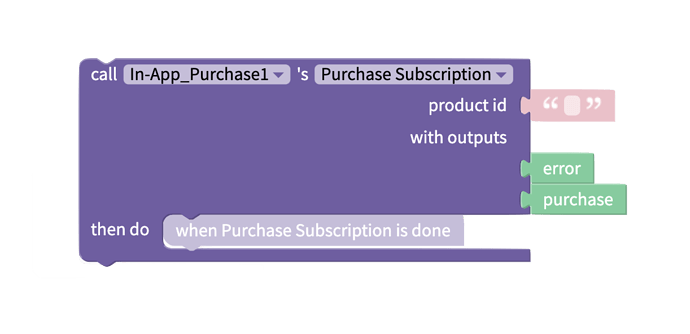 call In-App_Purchase1 's Purchase Subscription
product id “ ”
with outputs
error
purchase
then do when Purchase Subscription is done